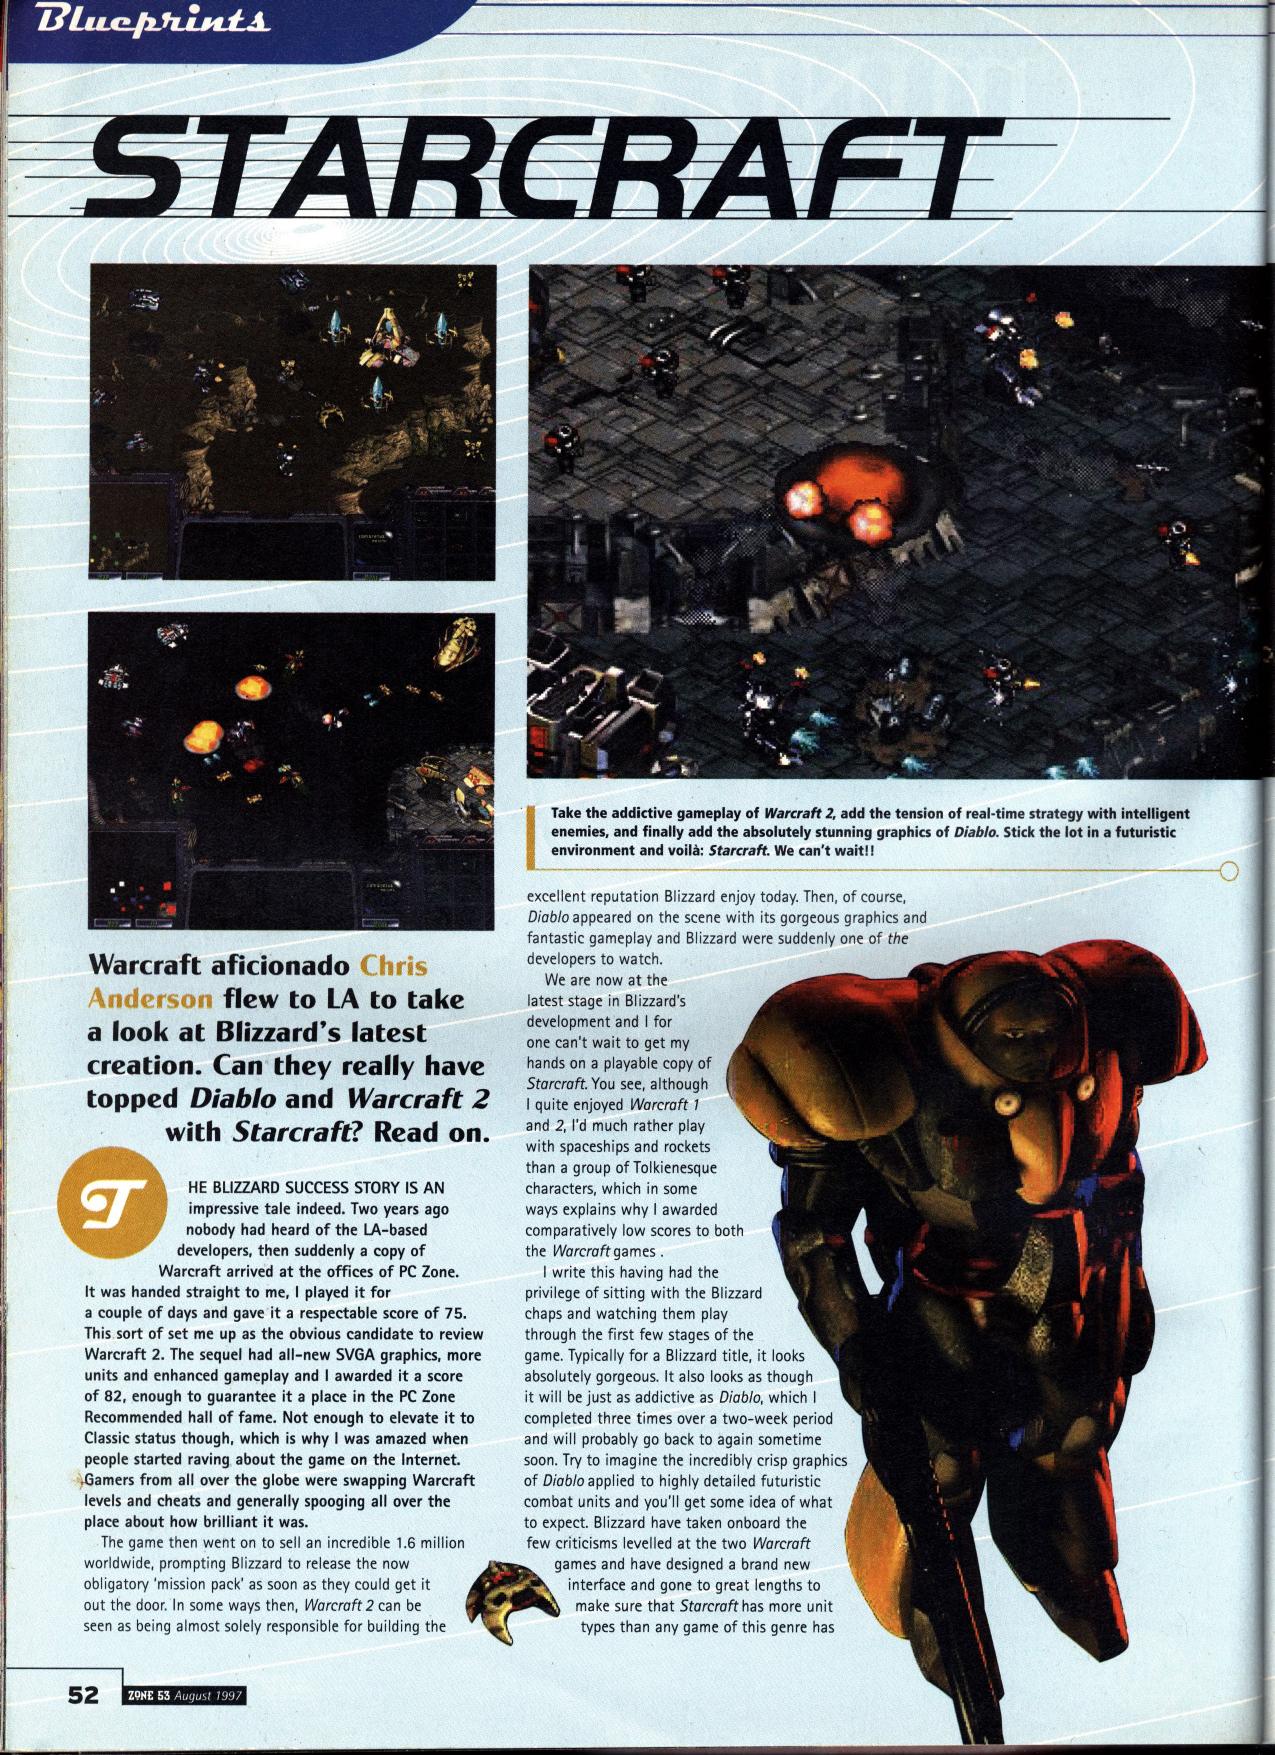 Blueprints
STARCRAFT
Take the addictive gameplay of Warcraft 2, add the tension of real-time strategy with intelligent
enemies, and finally add the absolutely stunning graphics of Diablo. Stick the lot in a futuristic
environment and voilà: Starcraft. We can't wait!!
Warcraft aficionado Chris
Anderson flew to LA to take
a look at Blizzard's latest
creation. Can they really have
topped Diablo and Warcraft 2
with Starcraft? Read on.
THE BLIZZARD SUCCESS STORY IS AN
impressive tale indeed. Two years ago
nobody had heard of the LA-based
developers, then suddenly a copy of
Warcraft arrived at the offices of PC Zone.
It was handed straight to me, I played it for
a couple of days and gave it a respectable score of 75.
This sort of set me up as the obvious candidate to review
Warcraft 2. The sequel had all-new SVGA graphics, more
units and enhanced gameplay and I awarded it a score
of 82, enough to guarantee it a place in the PC Zone
Recommended hall of fame. Not enough to elevate it to
Classic status though, which is why I was amazed when
people started raving about the game on the Internet.
Gamers from all over the globe were swapping Warcraft
levels and cheats and generally spooging all over the
place about how brilliant it was.
The game then went on to sell an incredible 1.6 million
worldwide, prompting Blizzard to release the now
obligatory 'mission pack' as soon as they could get it
out the door. In some ways then, Warcraft 2 can be
seen as being almost solely responsible for building the
excellent reputation Blizzard enjoy today. Then, of course,
Diablo appeared on the scene with its gorgeous graphics and
fantastic gameplay and Blizzard were suddenly one of the
developers to watch.
We are now at the
latest stage in Blizzard's
development and I for
one can't wait to get my
hands on a playable copy of
Starcraft. You see, although
I quite enjoyed Warcraft 1
and 2, I'd much rather play
with spaceships and rockets
than a group of Tolkienesque
characters, which in some
ways explains why I awarded
comparatively low scores to both
the Warcraft games .
I write this having had the
privilege of sitting with the Blizzard
chaps and watching them play
through the first few stages of the
game. Typically for a Blizzard title, it looks
absolutely gorgeous. It also looks as though
it will be just as addictive as Diablo, which I
completed three times over a two-week period
and will probably go back to again sometime
soon. Try to imagine the incredibly crisp graphics
of Diablo applied to highly detailed futuristic
combat units and you'll get some idea of what
to expect. Blizzard have taken onboard the
few criticisms levelled at the two Warcraft
games and have designed a brand new
interface and gone to great lengths to
make sure that Starcraft has more unit
types than any game of this genre has
52
ZONE 53 August 1997